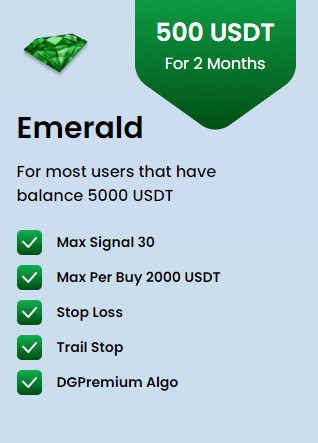 500 USDT
For 2 Months
Emerald
For most users that have
balance 5000 USDT
Max Signal 30
Max Per Buy 2000 USDT
Stop Loss
Trail Stop
DGPremium Algo